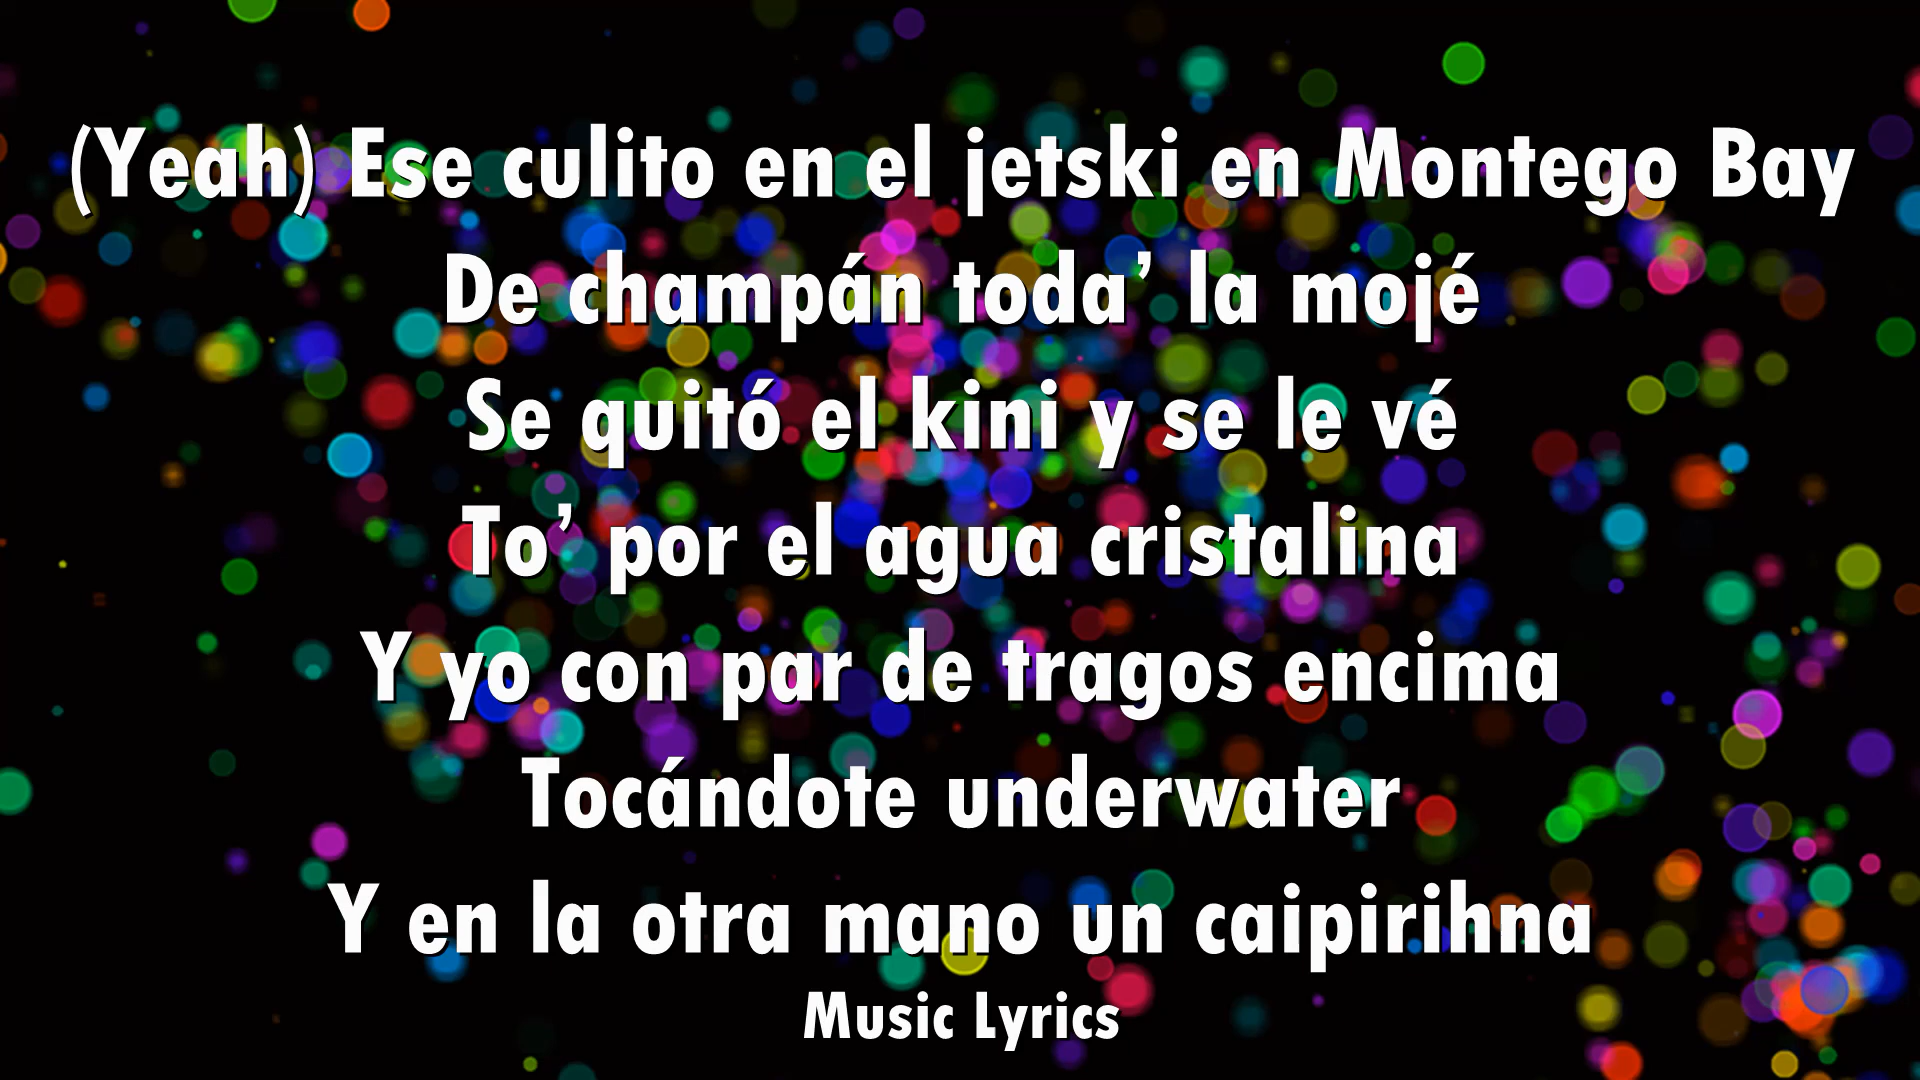 (Yeah) Ese culito en el jetski en Montego Bay
De champán toda’ la mojé
Se quitó el kini y se le vé
To’ por el agua cristalina
Y yo con par de tragos encima
Tocándote underwater
Y en la otra mano un caipirihna
Music Lyrics